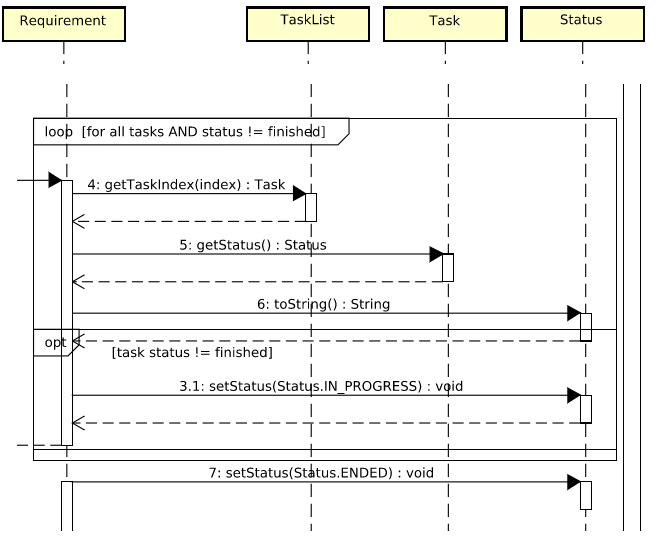 Requirement
TaskList
Task
Status
loop [for all tasks AND status != finished]
4: getTaskIndex(index) : Task
5: getStatus() : Status
6: toString() : String
opt
[task status != finished]
3.1: setStatus(Status.IN_PROGRESS) : void
7: setStatus(Status.ENDED) : void